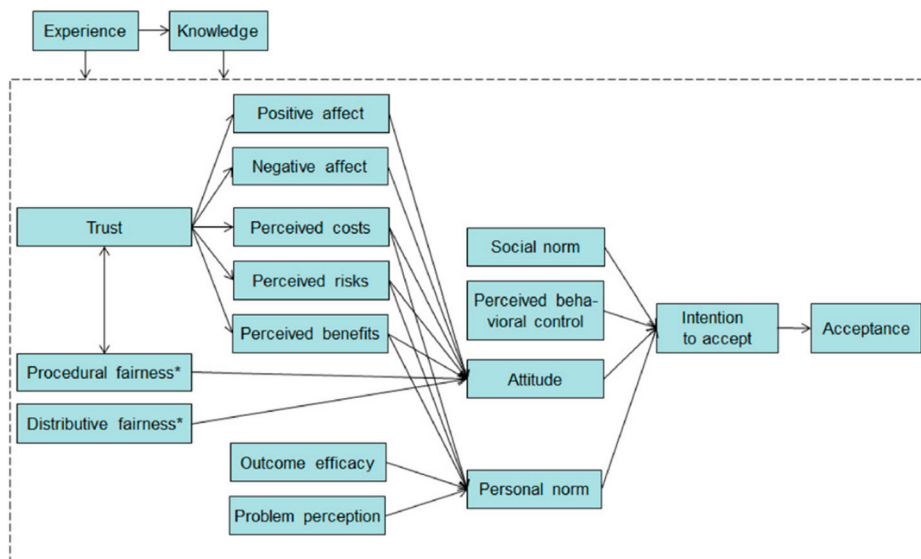 Experience
Knowledge
Positive affect
Negative affect
Trust
Perceived costs
Social norm
Perceived risks
Perceived beha-
vioral control
Perceived benefits
Intention
to accept
Acceptance
Procedural fairness*
Attitude
Distributive fairness*
Outcome efficacy
Personal norm
Problem perception